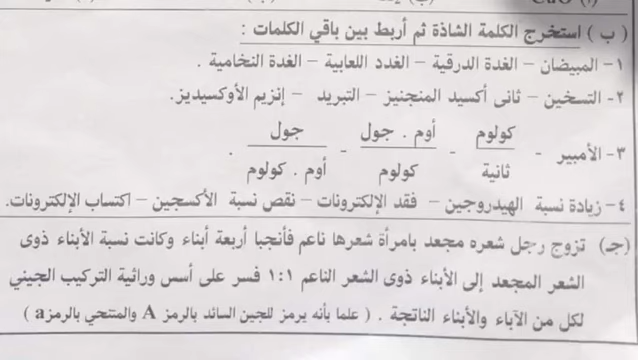 ( ب ) استخرج الكلمة الشاذة ثم أربط بين باقي الكلمات :
١- المبيضان – الغدة الدرقية – الغدد اللعابية – الغدة النخامية .
٢- التسخين – ثانى أكسيد المنجنيز – التبريد – إنزيم الأوكسيديز.
٣- الأمبير - كولوم / ثانية - أوم . جول / كولوم - جول / أوم . كولوم .
٤- زيادة نسبة الهيدروجين – فقد الإلكترونات – نقص نسبة الأكسجين – اكتساب الإلكترونات.
(جـ) تزوج رجل شعره مجعد بامرأة شعرها ناعم فأنجبا أربعة أبناء وكانت نسبة الأبناء ذوى
الشعر المجعد إلى الأبناء ذوى الشعر الناعم ١:١ فسر على أسس وراثية التركيب الجيني
لكل من الآباء والأبناء الناتجة . ( علما بأنه يرمز للجين السائد بالرمز A والمتنحي بالرمز a )